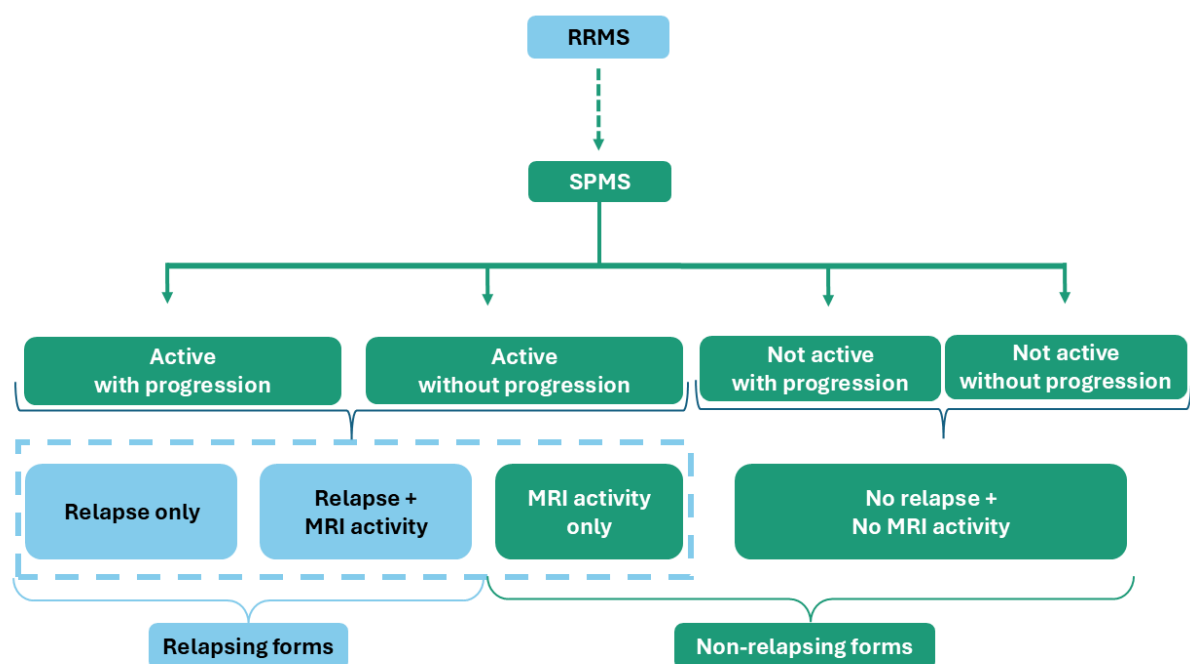 RRMS
SPMS
Active
with progression
Active
without progression
Not active
with progression
Not active
without progression
Relapse only
Relapse +
MRI activity
MRI activity
only
No relapse +
No MRI activity
Relapsing forms
Non-relapsing forms